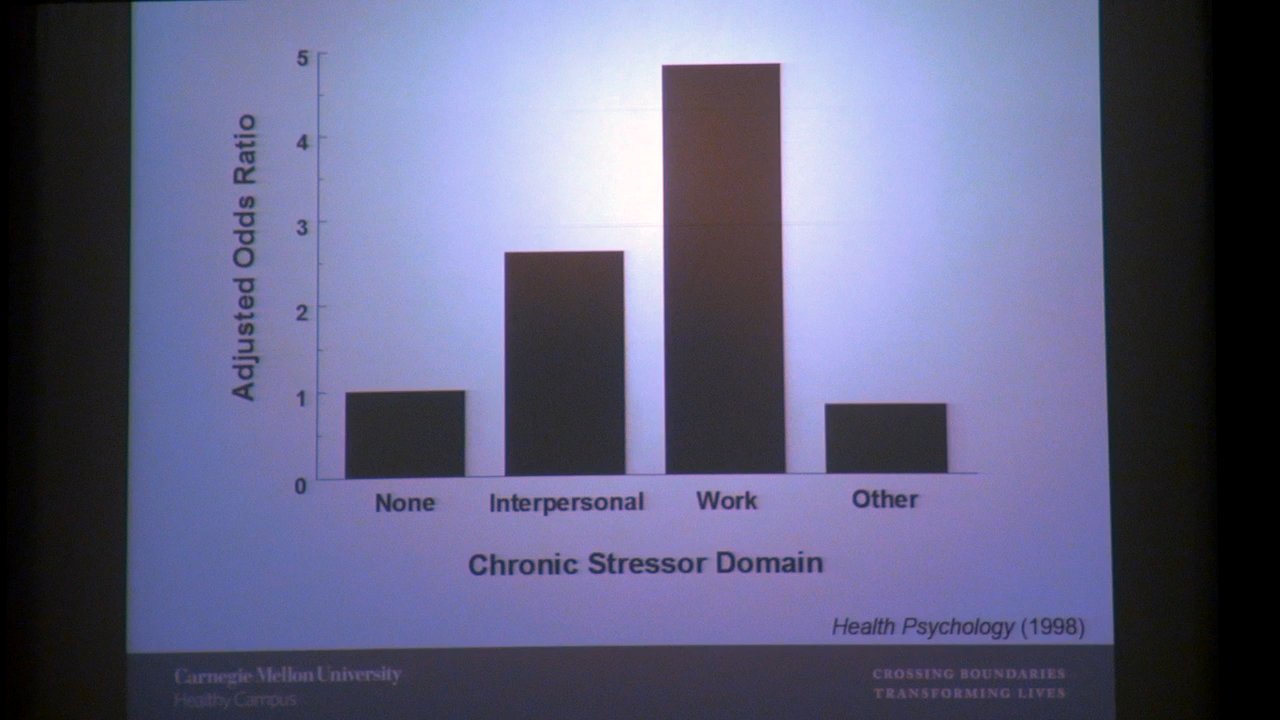 5
4
3
2
1
0
Adjusted Odds Ratio
None Interpersonal Work Other
Chronic Stressor Domain
Health Psychology (1998)
Carnegie Mellon University
Healthy Campus
CROSSING BOUNDARIES
TRANSFORMING LIVES